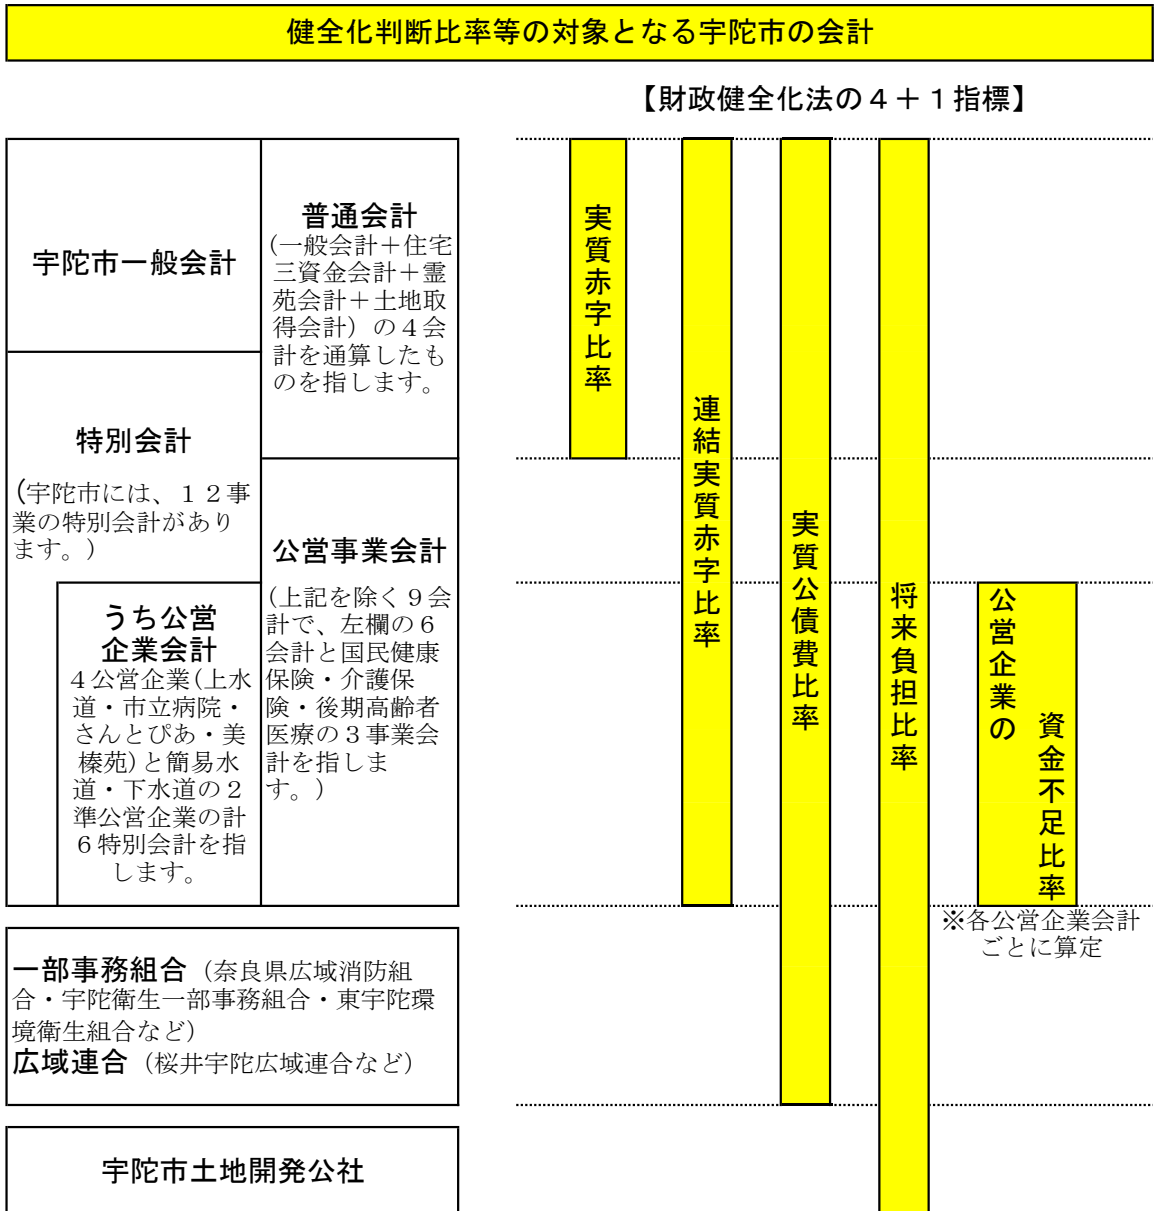 健全化判断比率等の対象となる宇陀市の会計
【財政健全化法の４＋１指標】
宇陀市一般会計
普通会計
(一般会計＋住宅
三資金会計＋霊
苑会計＋土地取
得会計）の４会
計を通算したも
のを指します。
特別会計
(宇陀市には、１２事
業の特別会計があり
ます。）
公営事業会計
(上記を除く９会
計で、左欄の６
会計と国民健康
保険・介護保
険・後期高齢者
医療の３事業会
計を指しま
す。）
うち公営
企業会計
４公営企業(上水
道・市立病院・
さんとぴあ・美
榛苑)と簡易水
道・下水道の２
準公営企業の計
６特別会計を指
します。
実質赤字比率
連結実質赤字比率
実質公債費比率
将来負担比率
公営企業の
資金不足比率
※各公営企業会計
ごとに算定
一部事務組合（奈良県広域消防組
合・宇陀衛生一部事務組合・東宇陀環
境衛生組合など）
広域連合（桜井宇陀広域連合など）
宇陀市土地開発公社